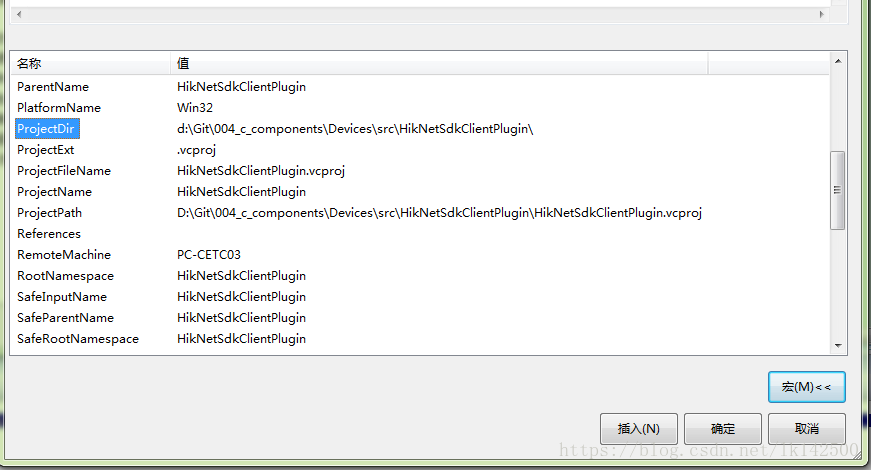 名称 值
ParentName HikNetSdkClientPlugin
PlatformName Win32
ProjectDir d:\Git\004_c_components\Devices\src\HikNetSdkClientPlugin\
ProjectExt .vcproj
ProjectFileName HikNetSdkClientPlugin.vcproj
ProjectName HikNetSdkClientPlugin
ProjectPath D:\Git\004_c_components\Devices\src\HikNetSdkClientPlugin\HikNetSdkClientPlugin.vcproj
References
RemoteMachine PC-CETC03
RootNamespace HikNetSdkClientPlugin
SafeInputName HikNetSdkClientPlugin
SafeParentName HikNetSdkClientPlugin
SafeRootNamespace HikNetSdkClientPlugin
宏(M)<<
插入(N) 确定 取消
https://blog.csdn.net/lk142500